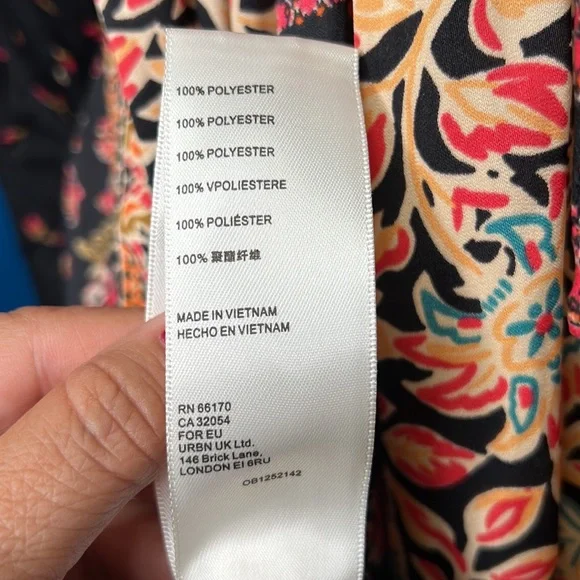 100% POLYESTER
100% POLYESTER
100% POLYESTER
100% VPOLIESTERE
100% POLIÉSTER
100% 聚酯纤维
MADE IN VIETNAM
HECHO EN VIETNAM
RN 66170
CA 32054
FOR EU
URBN UK Ltd.
146 Brick Lane,
LONDON EI 6RU
OB1252142